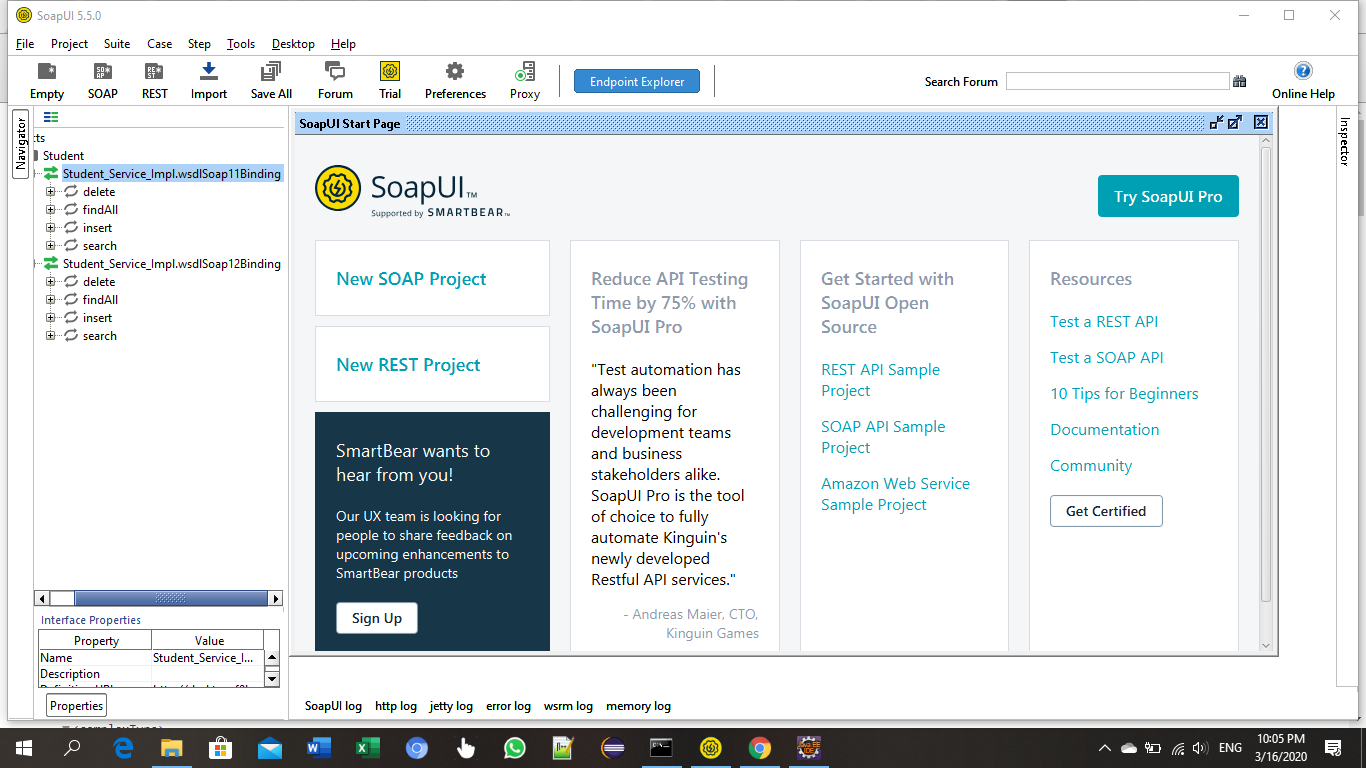 SoapUI 5.5.0
File Project Suite Case Step Tools Desktop Help
Empty SOAP REST Import Save All Forum Trial Preferences Proxy
Endpoint Explorer
Search Forum
Online Help
Navigator
cts
Student
Student_Service_Impl.wsdlSoap11Binding
delete
findAll
insert
search
Student_Service_Impl.wsdlSoap12Binding
delete
findAll
insert
search
Interface Properties
Property Value
Name Student_Service_I...
Description
Properties
SoapUI Start Page
SoapUI™
Supported by SMARTBEAR™
Try SoapUI Pro
New SOAP Project
New REST Project
SmartBear wants to
hear from you!
Our UX team is looking for
people to share feedback on
upcoming enhancements to
SmartBear products
Sign Up
Reduce API Testing
Time by 75% with
SoapUI Pro
"Test automation has
always been
challenging for
development teams
and business
stakeholders alike.
SoapUI Pro is the tool
of choice to fully
automate Kinguin's
newly developed
Restful API services."
- Andreas Maier, CTO,
Kinguin Games
Get Started with
SoapUI Open
Source
REST API Sample
Project
SOAP API Sample
Project
Amazon Web Service
Sample Project
Resources
Test a REST API
Test a SOAP API
10 Tips for Beginners
Documentation
Community
Get Certified
Inspector
SoapUI log http log jetty log error log wsrm log memory log
ENG
10:05 PM
3/16/2020